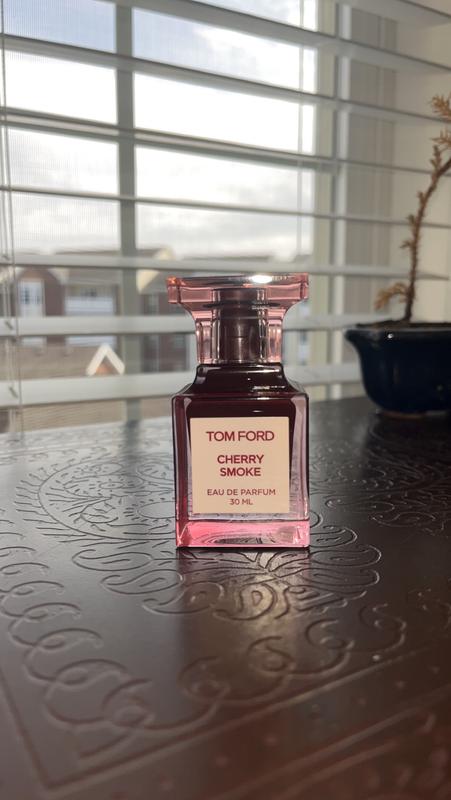 TOM FORD
CHERRY
SMOKE
EAU DE PARFUM
30 ML